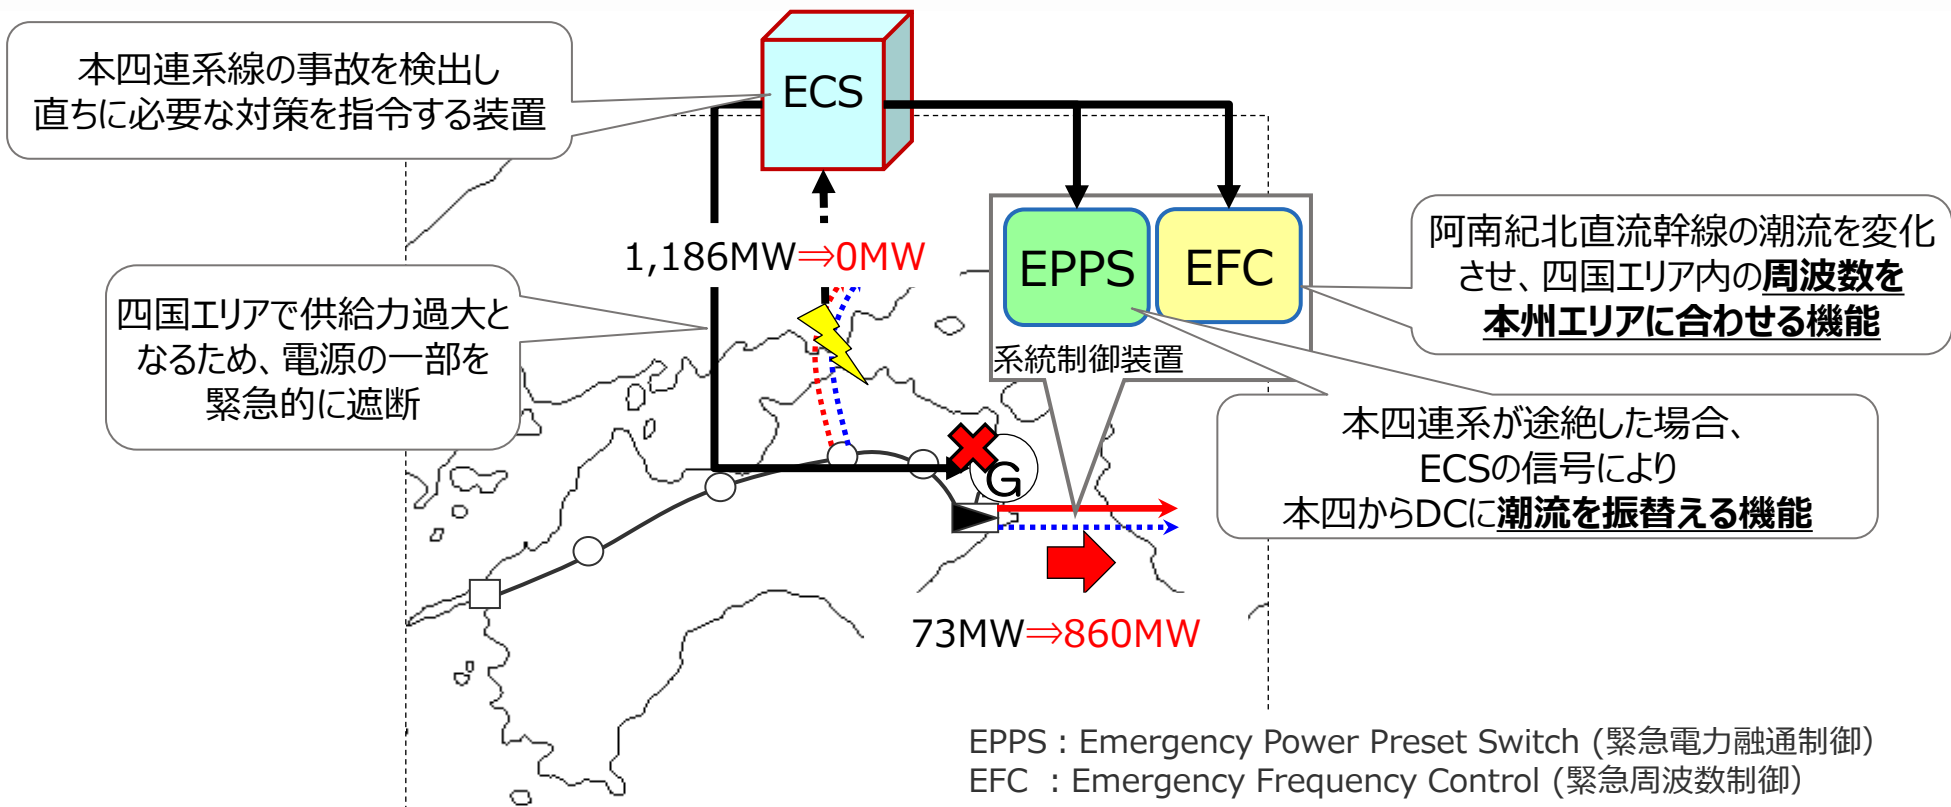 本四連系線の事故を検出し
直ちに必要な対策を指令する装置
ECS
1,186MW⇒0MW
EPPS
EFC
系統制御装置
阿南紀北直流幹線の潮流を変化
させ、四国エリア内の周波数を
本州エリアに合わせる機能
四国エリアで供給力過大と
なるため、電源の一部を
緊急的に遮断
本四連系が途絶した場合、
ECSの信号により
本四からDCに潮流を振替える機能
G
73MW⇒860MW
EPPS : Emergency Power Preset Switch (緊急電力融通制御)
EFC : Emergency Frequency Control (緊急周波数制御)